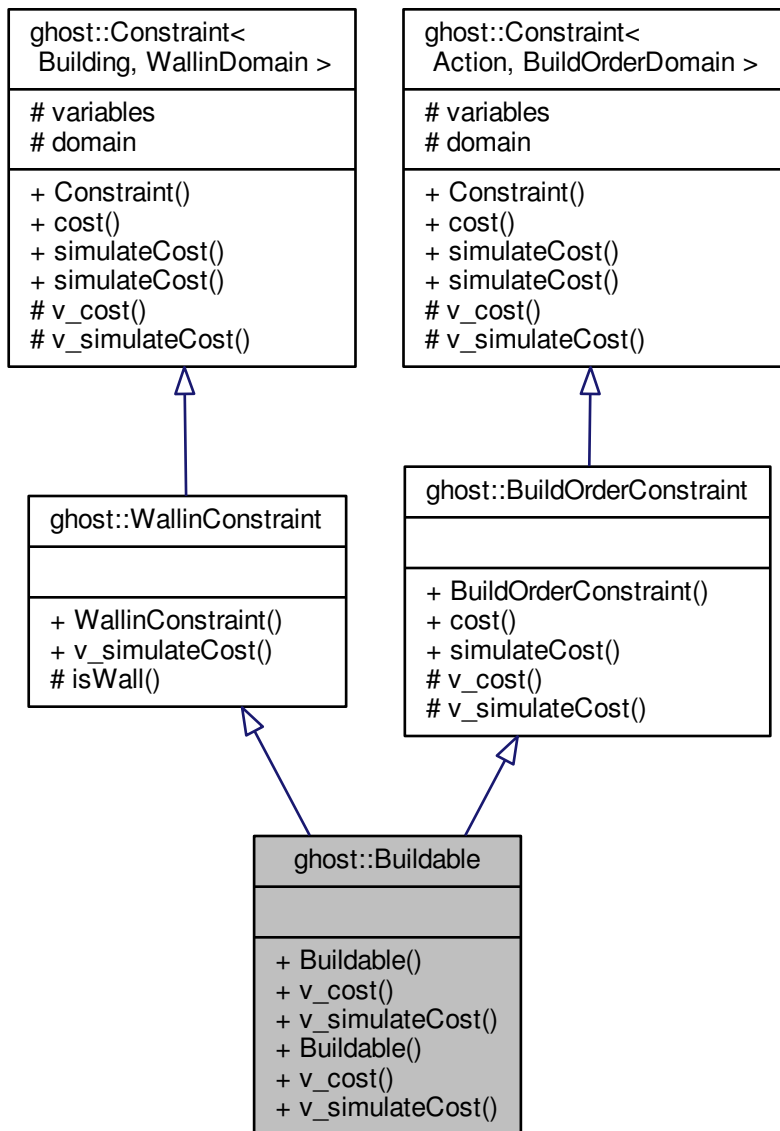 ghost::Constraint<
Building, WallinDomain >
# variables
# domain
+ Constraint()
+ cost()
+ simulateCost()
+ simulateCost()
# v_cost()
# v_simulateCost()
ghost::Constraint<
Action, BuildOrderDomain >
# variables
# domain
+ Constraint()
+ cost()
+ simulateCost()
+ simulateCost()
# v_cost()
# v_simulateCost()
ghost::WallinConstraint
+ WallinConstraint()
+ v_simulateCost()
# isWall()
ghost::BuildOrderConstraint
+ BuildOrderConstraint()
+ cost()
+ simulateCost()
# v_cost()
# v_simulateCost()
ghost::Buildable
+ Buildable()
+ v_cost()
+ v_simulateCost()
+ Buildable()
+ v_cost()
+ v_simulateCost()